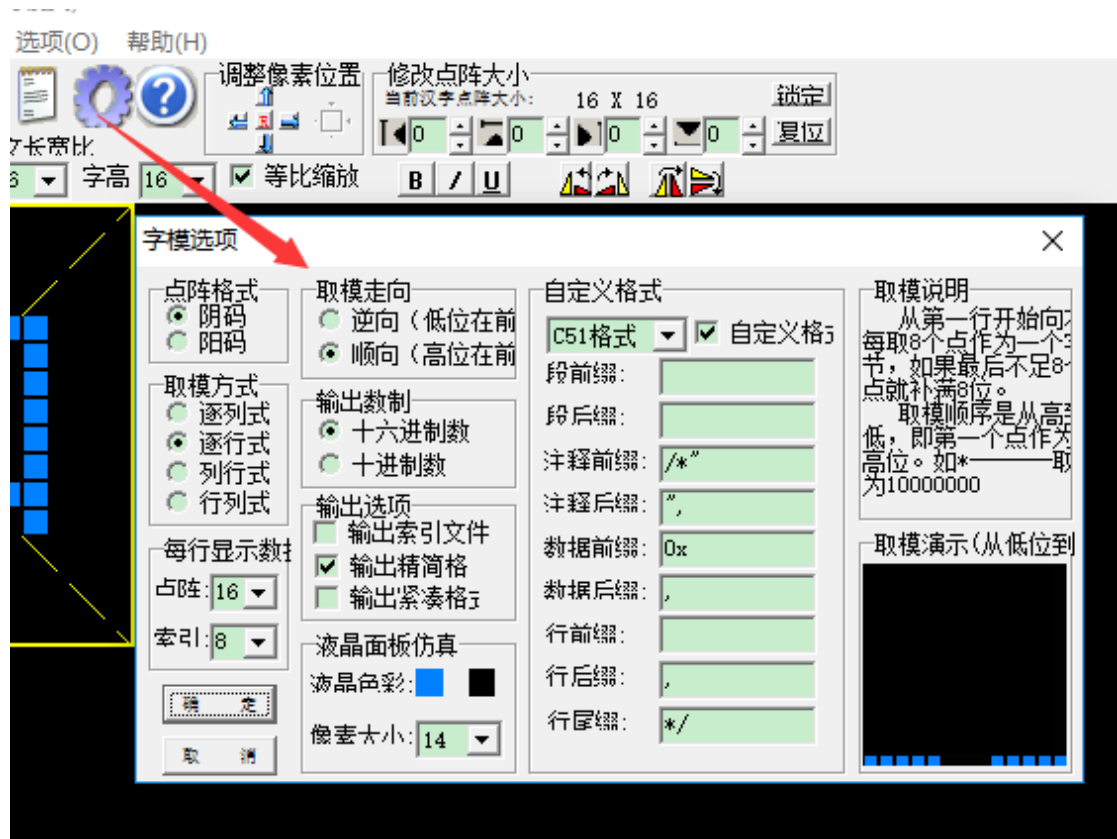 选项(O) 帮助(H)
调整像素位置
修改点阵大小
当前汉字点阵大小: 16 X 16 锁定
0 0 0 0 复位
文长宽比
字高 16 等比缩放 B I U
字模选项
点阵格式
阴码
阳码
取模方式
逐列式
逐行式
列行式
行列式
每行显示数
点阵: 16
索引: 8
确 定
取 消
取模走向
逆向(低位在前
顺向(高位在前
输出数制
十六进制数
十进制数
输出选项
输出索引文件
输出精简格
输出紧凑格式
液晶面板仿真
液晶色彩:
像素大小: 14
自定义格式
C51格式 自定义格式
段前缀:
段后缀:
注释前缀: /*"
注释后缀: ",
数据前缀: 0x
数据后缀: ,
行前缀:
行后缀: ,
行尾缀: */
取模说明
从第一行开始向
每取8个点作为一个
节,如果最后不足8
点就补满8位。
取模顺序是从高
低,即第一个点作为
高位。如*-------取
为10000000
取模演示(从低位到